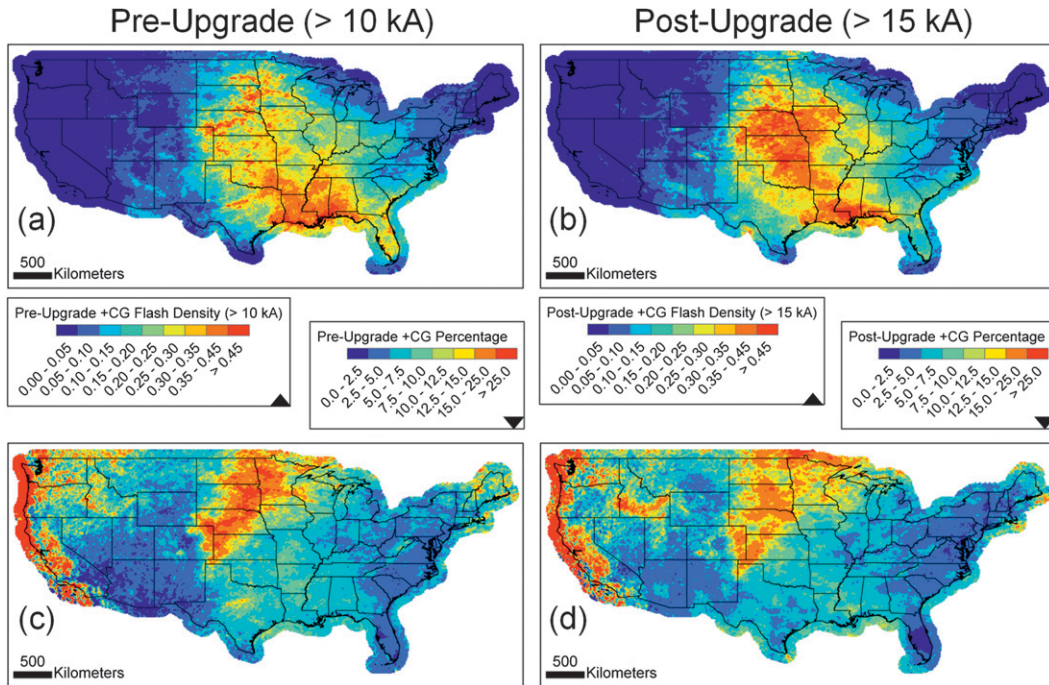 Pre-Upgrade (> 10 kA)
Post-Upgrade (> 15 kA)
(a)
500 Kilometers
(b)
500 Kilometers
Pre-Upgrade +CG Flash Density (> 10 kA)
0.00 - 0.05
0.05 - 0.10
0.10 - 0.15
0.15 - 0.20
0.20 - 0.25
0.25 - 0.30
0.30 - 0.35
0.35 - 0.45
> 0.45
Pre-Upgrade +CG Percentage
0.0 - 2.5
2.5 - 5.0
5.0 - 7.5
7.5 - 10.0
10.0 - 12.5
12.5 - 15.0
15.0 - 25.0
> 25.0
Post-Upgrade +CG Flash Density (> 15 kA)
0.00 - 0.05
0.05 - 0.10
0.10 - 0.15
0.15 - 0.20
0.20 - 0.25
0.25 - 0.30
0.30 - 0.35
0.35 - 0.45
> 0.45
Post-Upgrade +CG Percentage
0.0 - 2.5
2.5 - 5.0
5.0 - 7.5
7.5 - 10.0
10.0 - 12.5
12.5 - 15.0
15.0 - 25.0
> 25.0
(c)
500 Kilometers
(d)
500 Kilometers